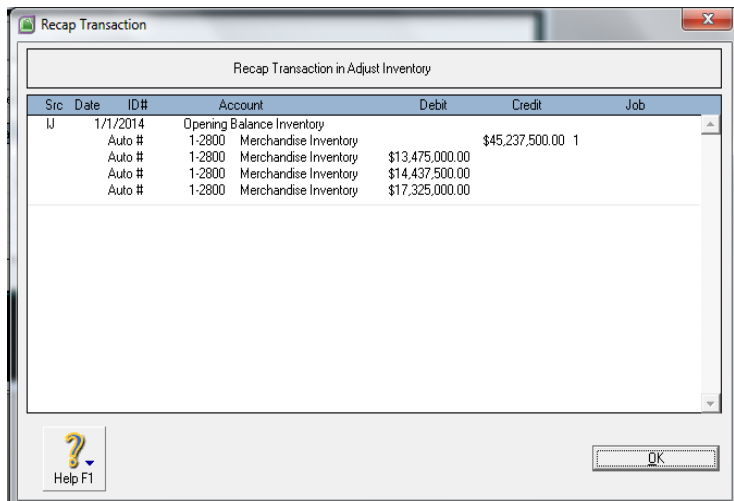 Recap Transaction
Recap Transaction in Adjust Inventory
Src Date ID# Account Debit Credit Job
IJ 1/1/2014 Opening Balance Inventory
Auto # 1-2800 Merchandise Inventory $45,237,500.00 1
Auto # 1-2800 Merchandise Inventory $13,475,000.00
Auto # 1-2800 Merchandise Inventory $14,437,500.00
Auto # 1-2800 Merchandise Inventory $17,325,000.00
Help F1
OK